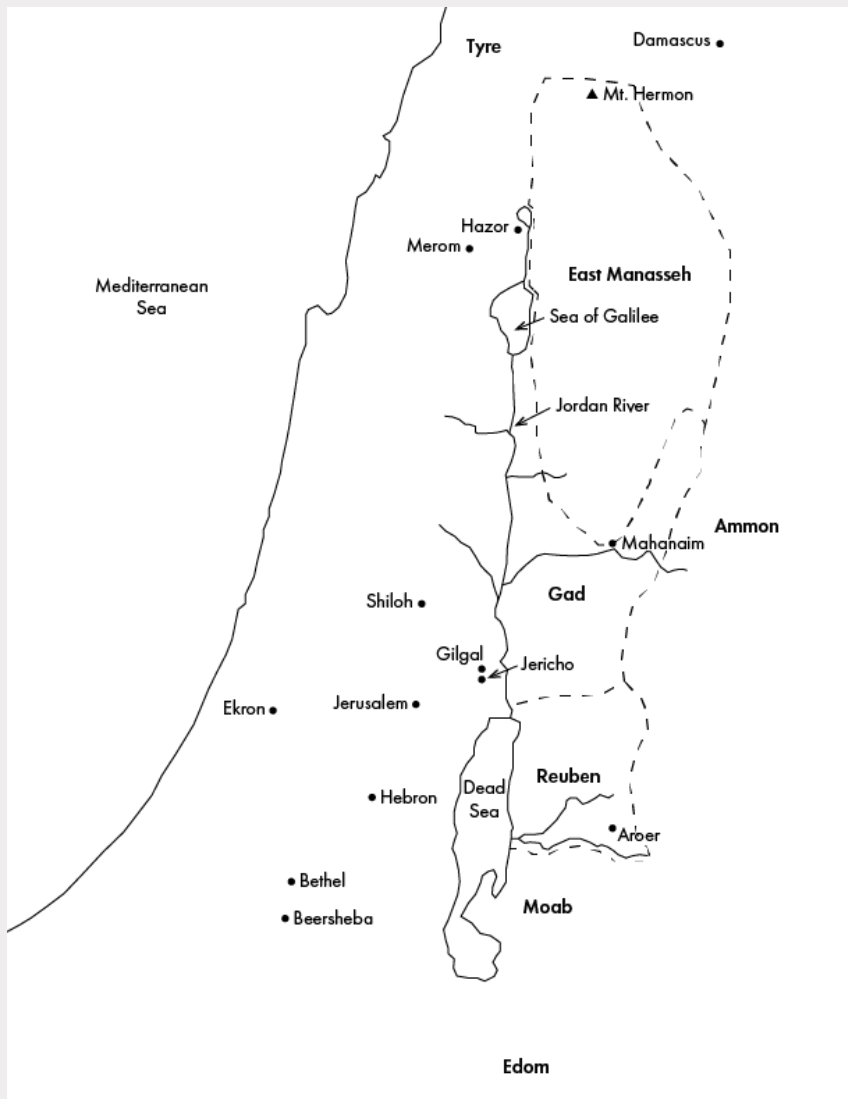 Damascus
Tyre
Mt. Hermon
Hazor
Merom
East Manasseh
Mediterranean
Sea
Sea of Galilee
Jordan River
Ammon
Mahanaim
Gad
Shiloh
Gilgal
Jericho
Jerusalem
Ekron
Reuben
Dead
Sea
Hebron
Aroer
Bethel
Moab
Beersheba
Edom